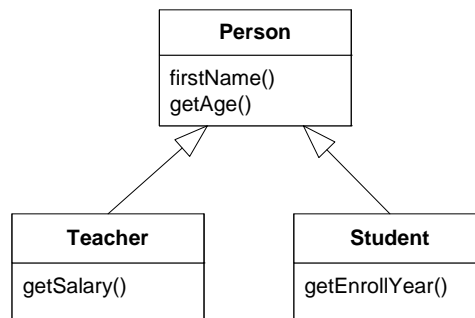 Person
firstName()
getAge()
Teacher
getSalary()
Student
getEnrollYear()